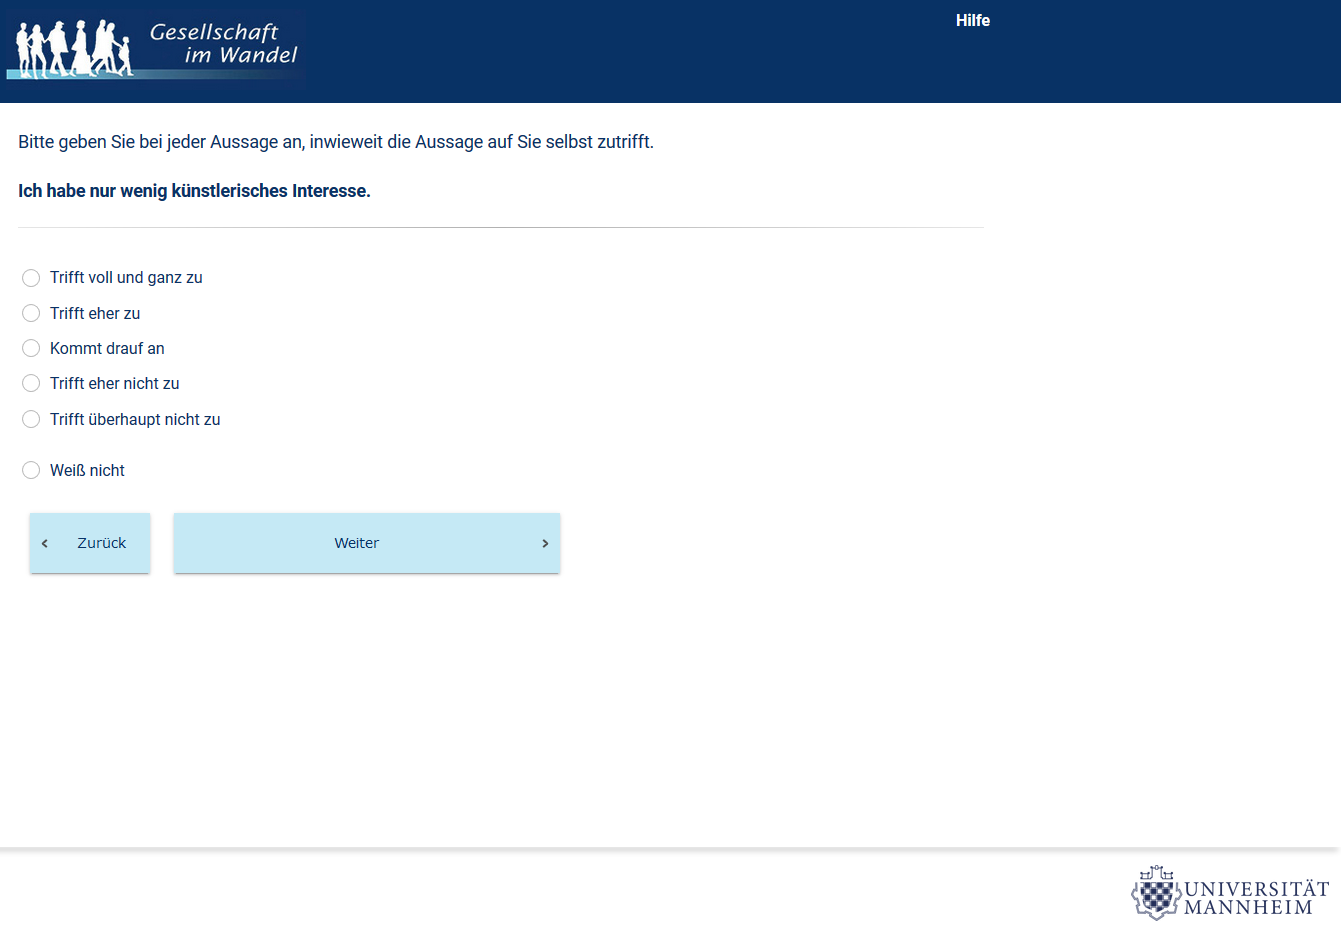 Gesellschaft
im Wandel
Hilfe
Bitte geben Sie bei jeder Aussage an, inwieweit die Aussage auf Sie selbst zutrifft.
Ich habe nur wenig künstlerisches Interesse.
Trifft voll und ganz zu
Trifft eher zu
Kommt drauf an
Trifft eher nicht zu
Trifft überhaupt nicht zu
Weiß nicht
Zurück
Weiter
UNIVERSITÄT
MANNHEIM